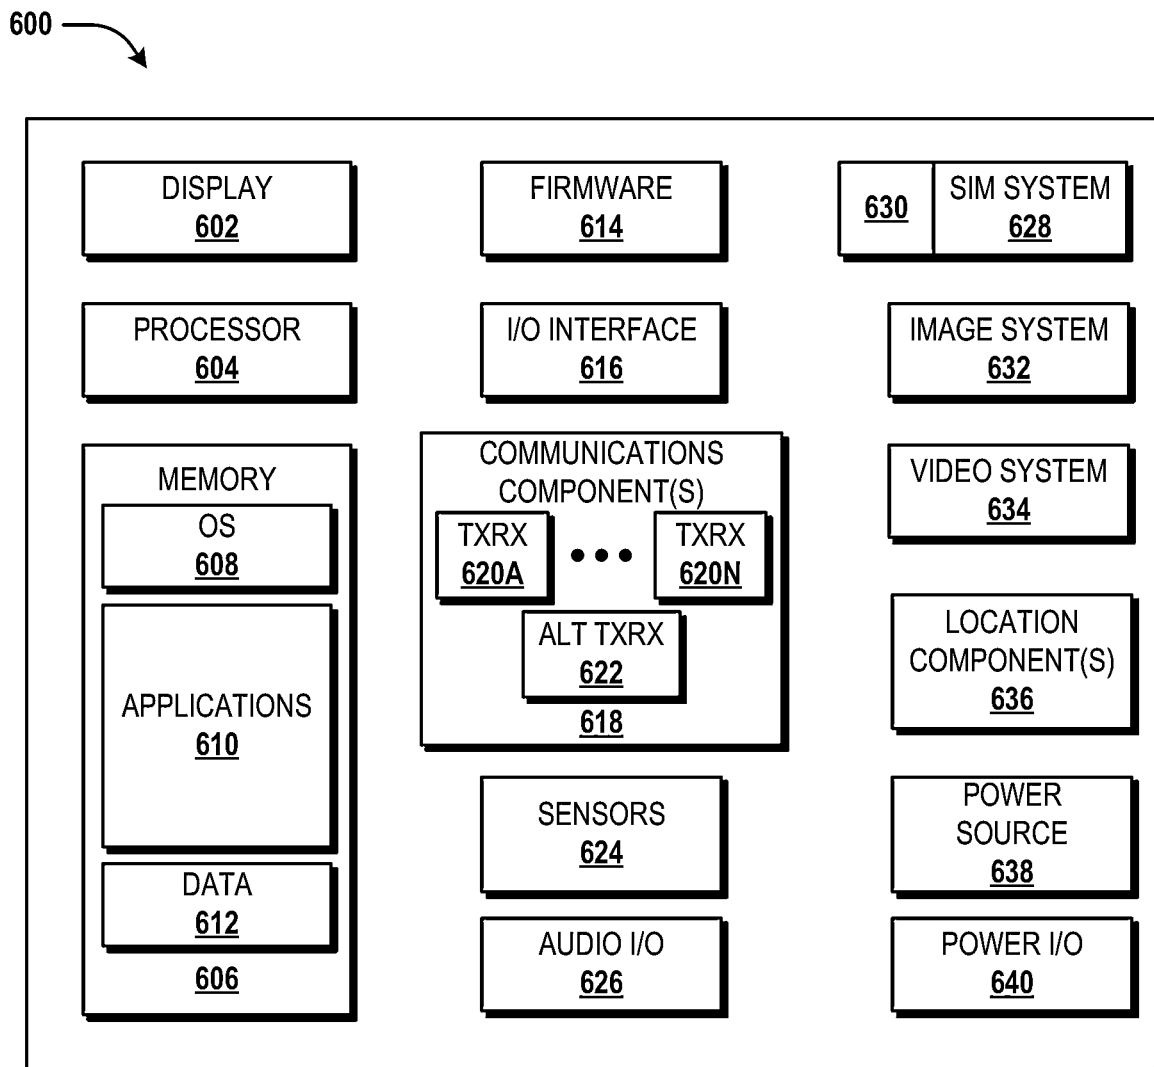 600
DISPLAY
602
PROCESSOR
604
MEMORY
OS
608
APPLICATIONS
610
DATA
612
606
FIRMWARE
614
I/O INTERFACE
616
COMMUNICATIONS
COMPONENT(S)
TXRX
620A
TXRX
620N
ALT TXRX
622
618
SENSORS
624
AUDIO I/O
626
630
SIM SYSTEM
628
IMAGE SYSTEM
632
VIDEO SYSTEM
634
LOCATION
COMPONENT(S)
636
POWER
SOURCE
638
POWER I/O
640